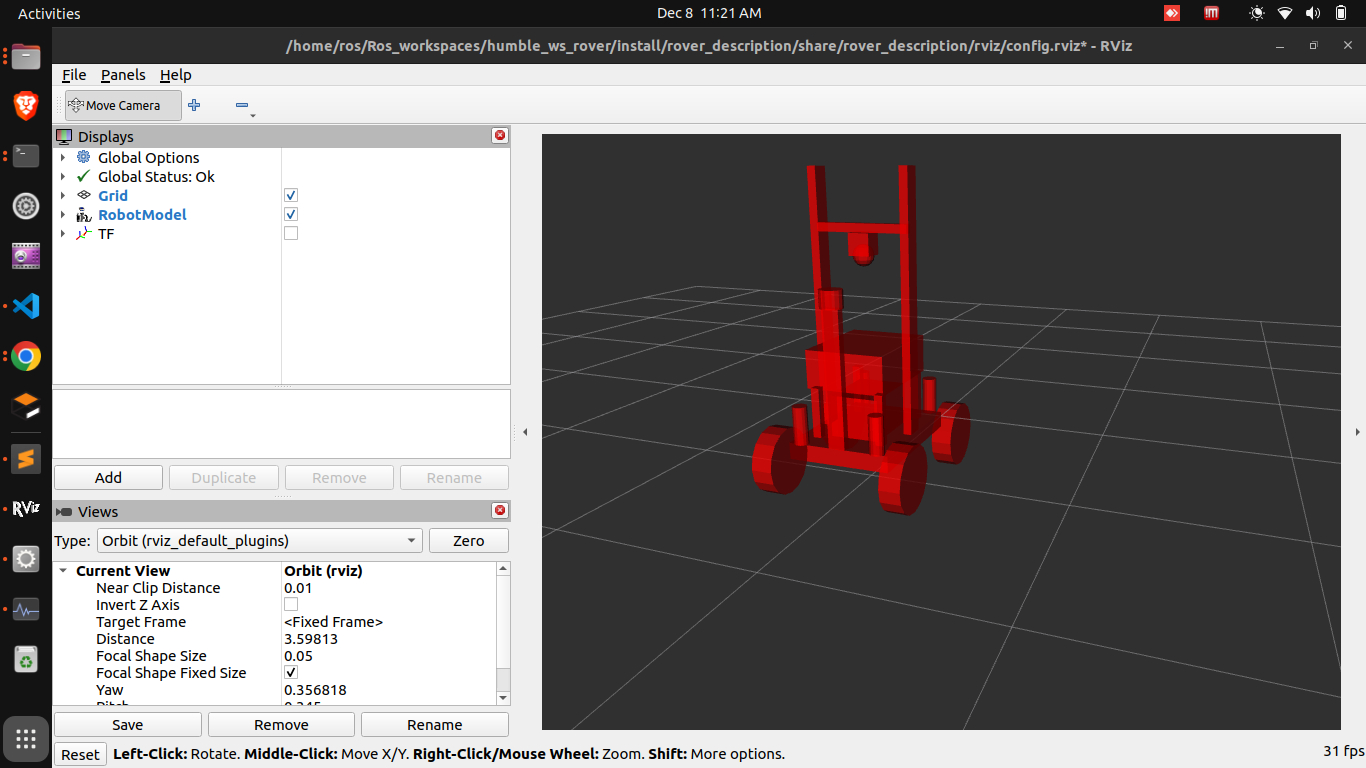 Activities
Dec 8 11:21 AM
/home/ros/Ros_workspaces/humble_ws_rover/install/rover_description/share/rover_description/rviz/config.rviz* - RViz
File Panels Help
Move Camera
Displays
Global Options
Global Status: Ok
Grid
RobotModel
TF
Add Duplicate Remove Rename
Views
Type: Orbit (rviz_default_plugins) Zero
Current View Orbit (rviz)
Near Clip Distance 0.01
Invert Z Axis
Target Frame <Fixed Frame>
Distance 3.59813
Focal Shape Size 0.05
Focal Shape Fixed Size
Yaw 0.356818
Save Remove Rename
Reset Left-Click: Rotate. Middle-Click: Move X/Y. Right-Click/Mouse Wheel: Zoom. Shift: More options. 31 fps
RViz